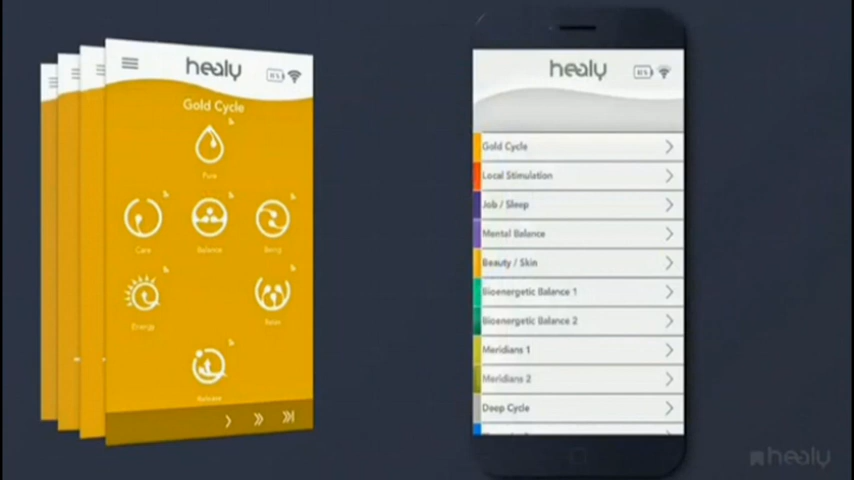 healy
Gold Cycle
Pure
Care
Balance
Being
Energy
Relax
Release
healy
Gold Cycle
Local Stimulation
Job / Sleep
Mental Balance
Beauty / Skin
Bioenergetic Balance 1
Bioenergetic Balance 2
Meridians 1
Meridians 2
Deep Cycle
healy